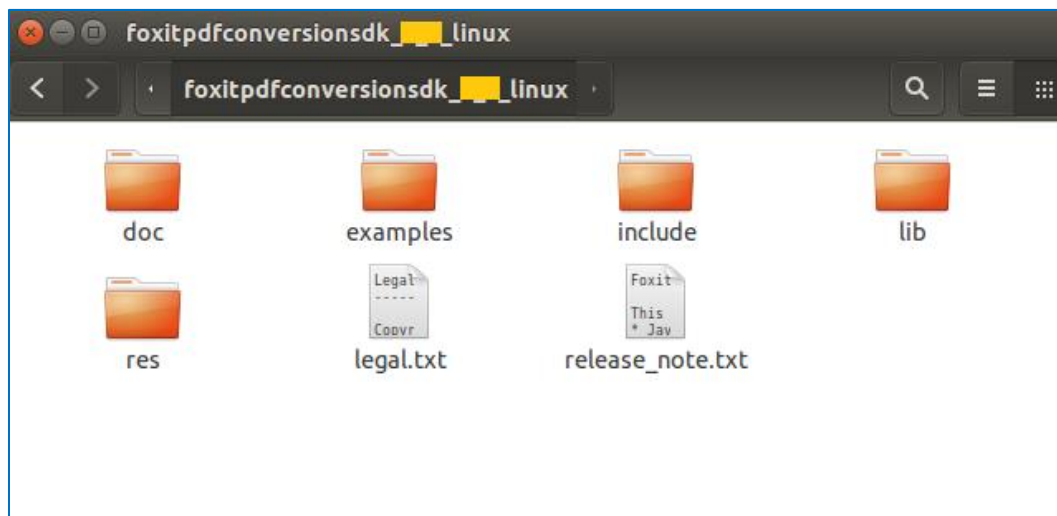 foxitpdfconversionsdk_ _linux
foxitpdfconversionsdk_ _linux
doc examples include lib
Legal
-----
Copyr
Foxit
This
* Jav
res legal.txt release_note.txt